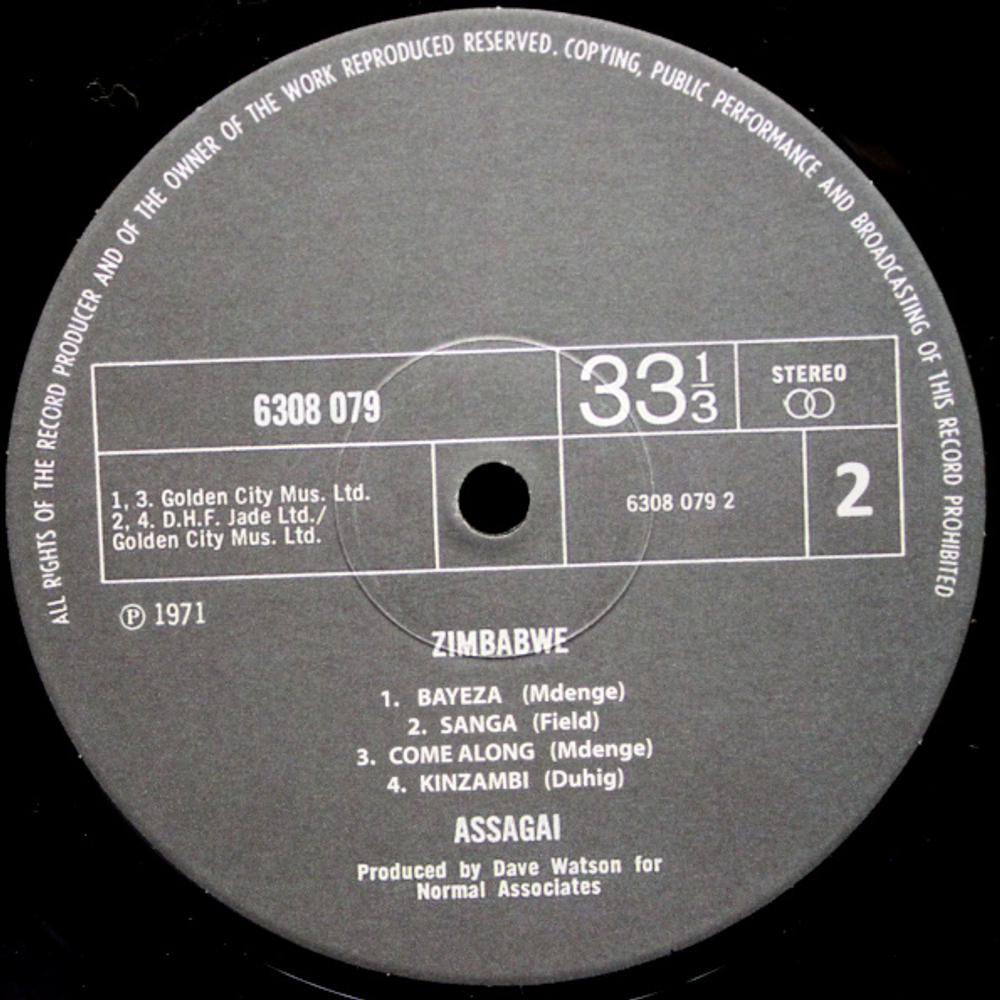 ALL RIGHTS OF THE RECORD PRODUCER AND OF THE OWNER OF THE WORK REPRODUCED RESERVED. COPYING, PUBLIC PERFORMANCE AND BROADCASTING OF THIS RECORD PROHIBITED
6308 079
33 1/3
STEREO
1, 3. Golden City Mus. Ltd.
2, 4. D.H.F. Jade Ltd./
Golden City Mus. Ltd.
6308 079 2
2
℗ 1971
ZIMBABWE
1. BAYEZA (Mdenge)
2. SANGA (Field)
3. COME ALONG (Mdenge)
4. KINZAMBI (Duhig)
ASSAGAI
Produced by Dave Watson for
Normal Associates